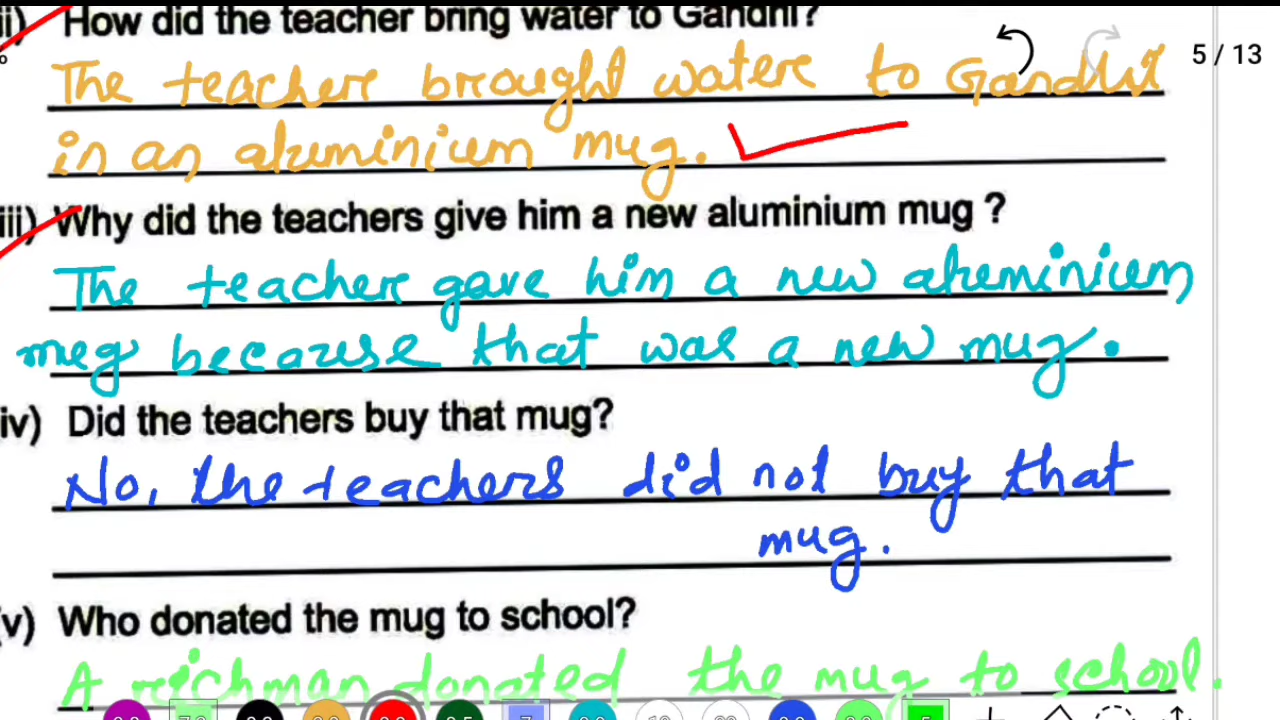 ii) How did the teacher bring water to Gandhi?
5 / 13
The teacher brought water to Gandhi
in an aluminium mug.
iii) Why did the teachers give him a new aluminium mug ?
The teacher gave him a new aluminium
mug because that was a new mug.
iv) Did the teachers buy that mug?
No, the teachers did not buy that
mug.
v) Who donated the mug to school?
A richman donated the mug to school.